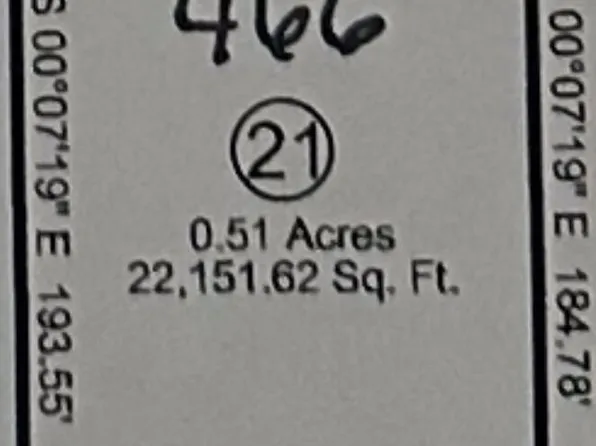 466
21
0.51 Acres
22,151.62 Sq. Ft.
S 00°07'19" E 193.55'
00°07'19" E 184.78'